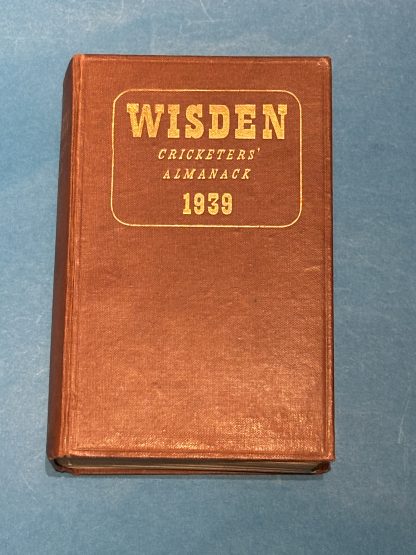 WISDEN
CRICKETERS'
ALMANACK
1939